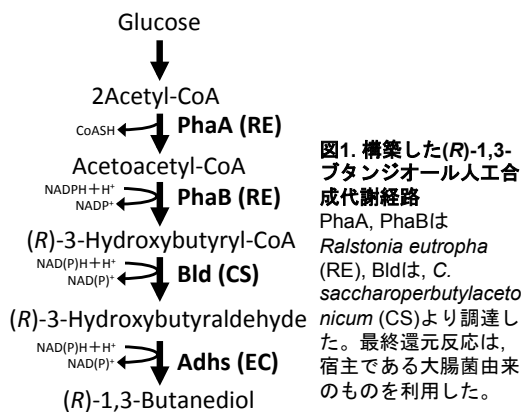 Glucose
2Acetyl-CoA
CoASH
PhaA (RE)
Acetoacetyl-CoA
NADPH+H⁺
NADP⁺
PhaB (RE)
(R)-3-Hydroxybutyryl-CoA
NAD(P)H+H⁺
NAD(P)⁺
Bld (CS)
(R)-3-Hydroxybutyraldehyde
NAD(P)H+H⁺
NAD(P)⁺
Adhs (EC)
(R)-1,3-Butanediol
図1. 構築した(R)-1,3-
ブタンジオール人工合
成代謝経路
PhaA, PhaBは
Ralstonia eutropha
(RE), Bldは, C.
saccharoperbutylaceto
nicum (CS)より調達し
た。最終還元反応は,
宿主である大腸菌由来
のものを利用した。